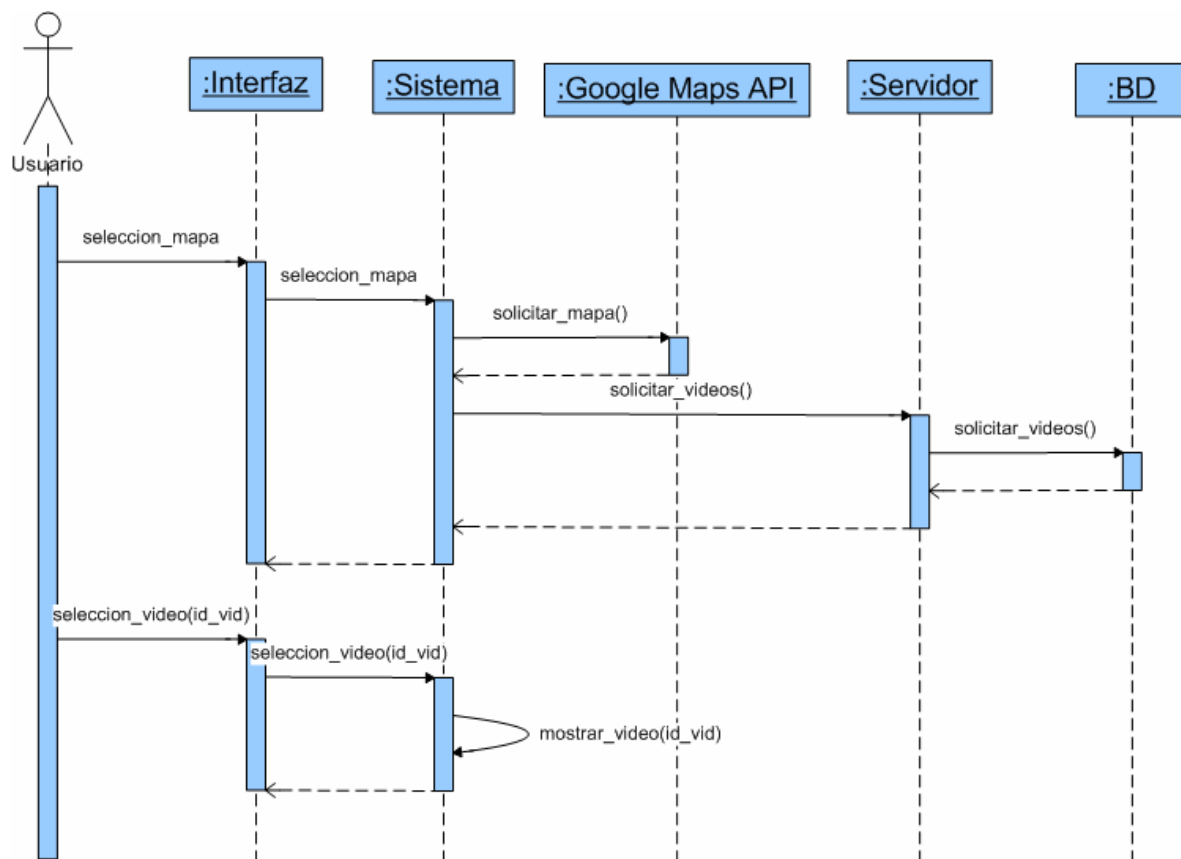 :Interfaz
:Sistema
:Google Maps API
:Servidor
:BD
Usuario
seleccion_mapa
seleccion_mapa
solicitar_mapa()
solicitar_videos()
solicitar_videos()
seleccion_video(id_vid)
seleccion_video(id_vid)
mostrar_video(id_vid)